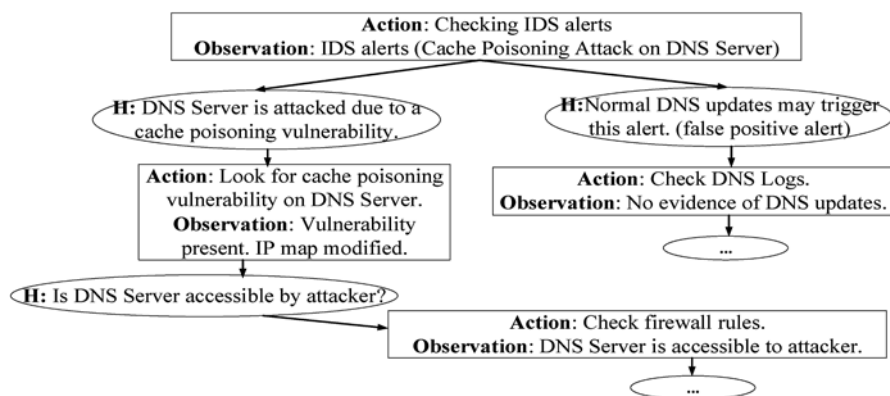 Action: Checking IDS alerts
Observation: IDS alerts (Cache Poisoning Attack on DNS Server)
H: DNS Server is attacked due to a
cache poisoning vulnerability.
H:Normal DNS updates may trigger
this alert. (false positive alert)
Action: Look for cache poisoning
vulnerability on DNS Server.
Observation: Vulnerability
present. IP map modified.
Action: Check DNS Logs.
Observation: No evidence of DNS updates.
...
H: Is DNS Server accessible by attacker?
Action: Check firewall rules.
Observation: DNS Server is accessible to attacker.
...